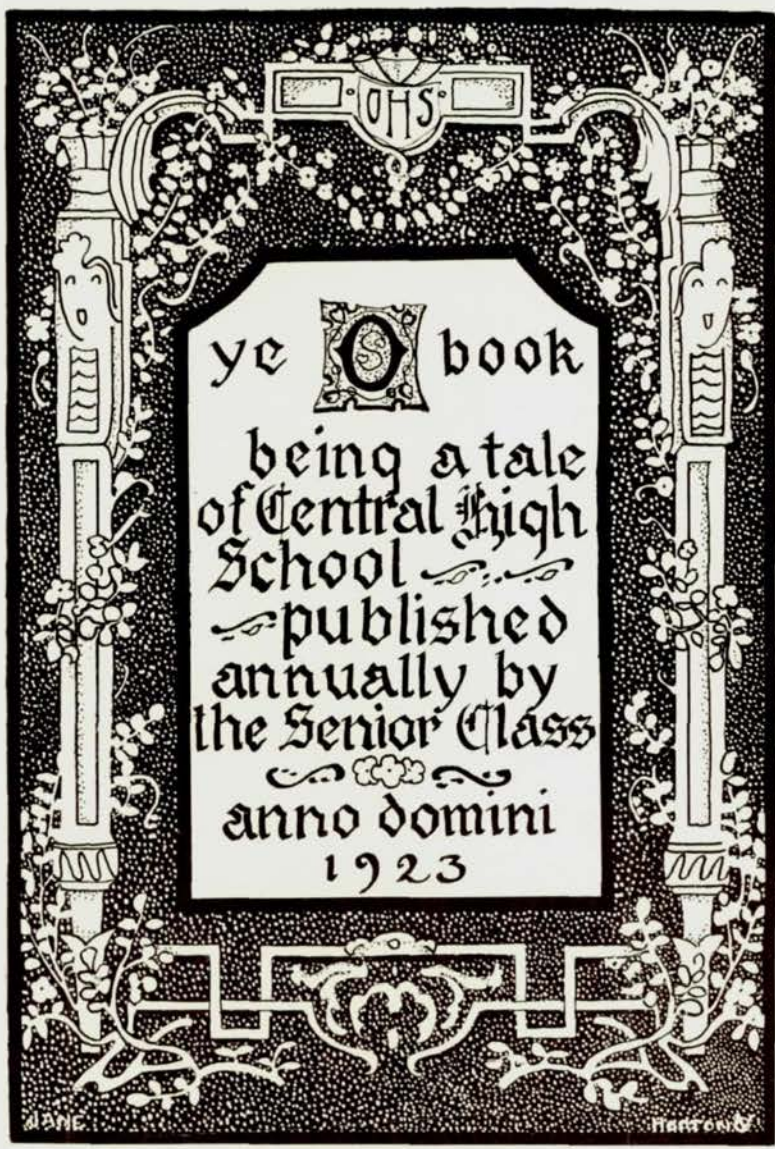 OHS
ye O S book
being a tale
of Central High
School
published
annually by
the Senior Class
anno domini
1923
JANE HORTON